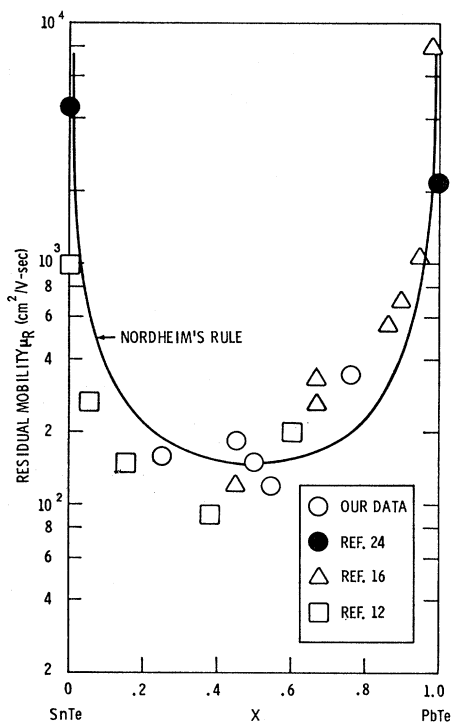 10⁴
10³
8
6
4
2
10²
8
6
4
2
RESIDUAL MOBILITY μR (cm²/V-sec)
NORDHEIM'S RULE
OUR DATA
REF. 24
REF. 16
REF. 12
0 .2 .4 .6 .8 1.0
SnTe X PbTe